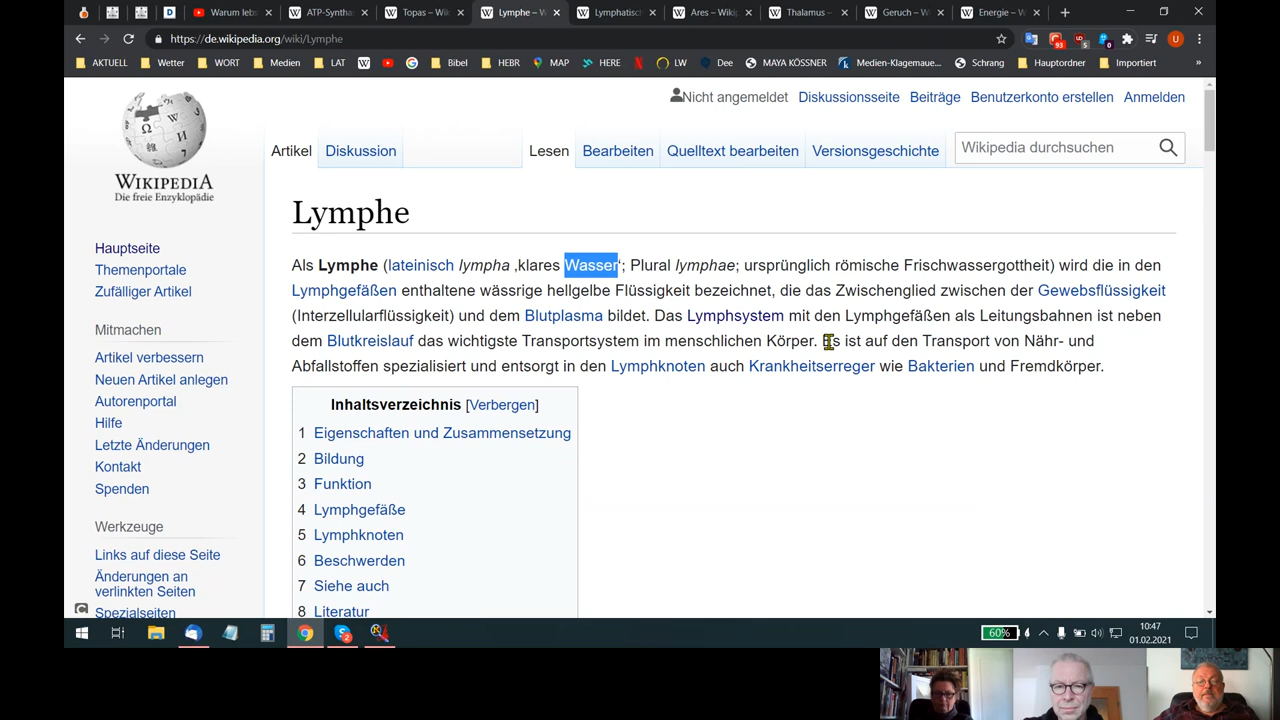 Warum lebs
ATP-Syntha
Topas – Wik
Lymphe – W
Lymphatisch
Ares – Wikip
Thalamus –
Geruch – W
Energie – W
https://de.wikipedia.org/wiki/Lymphe
93
5
0
U
AKTUELL
Wetter
WORT
Medien
LAT
W
Bibel
HEBR
MAP
HERE
LW
Dee
MAYA KÖSSNER
Medien-Klagemaue...
Schrang
Hauptordner
Importiert
»
Nicht angemeldet Diskussionsseite Beiträge Benutzerkonto erstellen Anmelden
Artikel Diskussion Lesen Bearbeiten Quelltext bearbeiten Versionsgeschichte Wikipedia durchsuchen
WIKIPEDIA
Die freie Enzyklopädie
Hauptseite
Themenportale
Zufälliger Artikel
Mitmachen
Artikel verbessern
Neuen Artikel anlegen
Autorenportal
Hilfe
Letzte Änderungen
Kontakt
Spenden
Werkzeuge
Links auf diese Seite
Änderungen an
verlinkten Seiten
Spezialseiten
Lymphe
Als Lymphe (lateinisch lympha ‚klares Wasser‘; Plural lymphae; ursprünglich römische Frischwassergottheit) wird die in den
Lymphgefäßen enthaltene wässrige hellgelbe Flüssigkeit bezeichnet, die das Zwischenglied zwischen der Gewebsflüssigkeit
(Interzellularflüssigkeit) und dem Blutplasma bildet. Das Lymphsystem mit den Lymphgefäßen als Leitungsbahnen ist neben
dem Blutkreislauf das wichtigste Transportsystem im menschlichen Körper. Es ist auf den Transport von Nähr- und
Abfallstoffen spezialisiert und entsorgt in den Lymphknoten auch Krankheitserreger wie Bakterien und Fremdkörper.
Inhaltsverzeichnis [Verbergen]
1 Eigenschaften und Zusammensetzung
2 Bildung
3 Funktion
4 Lymphgefäße
5 Lymphknoten
6 Beschwerden
7 Siehe auch
8 Literatur
2
60%
10:47
01.02.2021